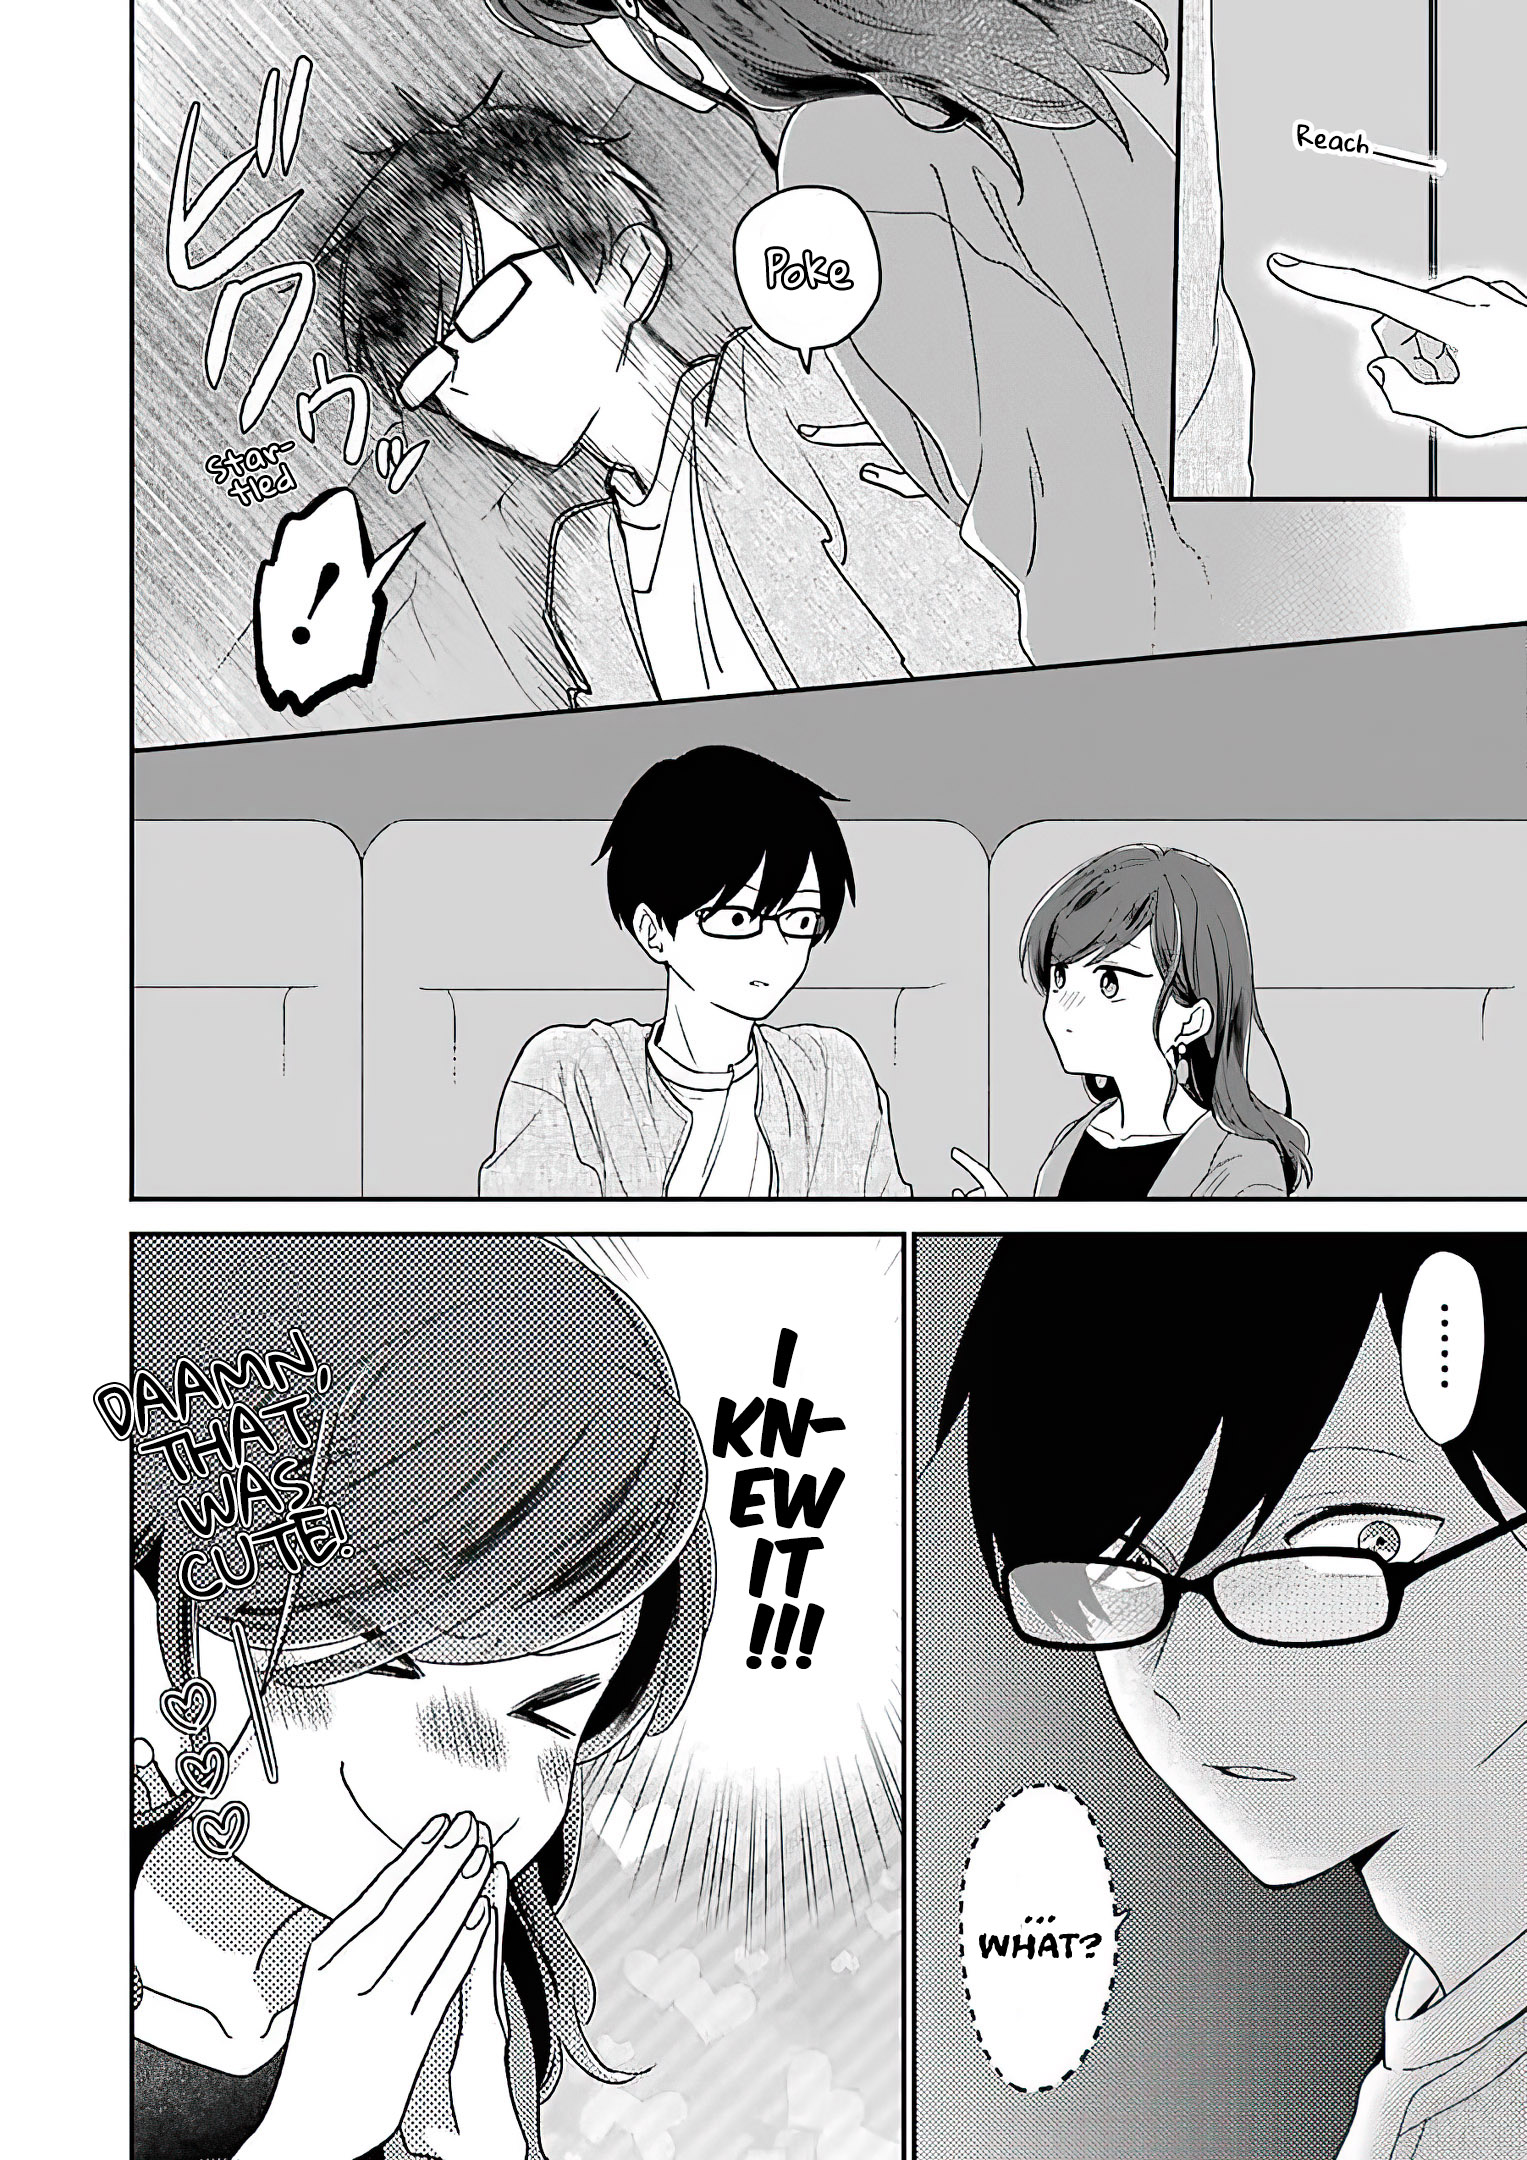 Reach
Poke
ビクゥッ
star-
tled
!
......
...
WHAT?
I
KN-
EW
IT
!!!
DAAMN,
THAT
WAS
CUTE!
♡
♡
♡